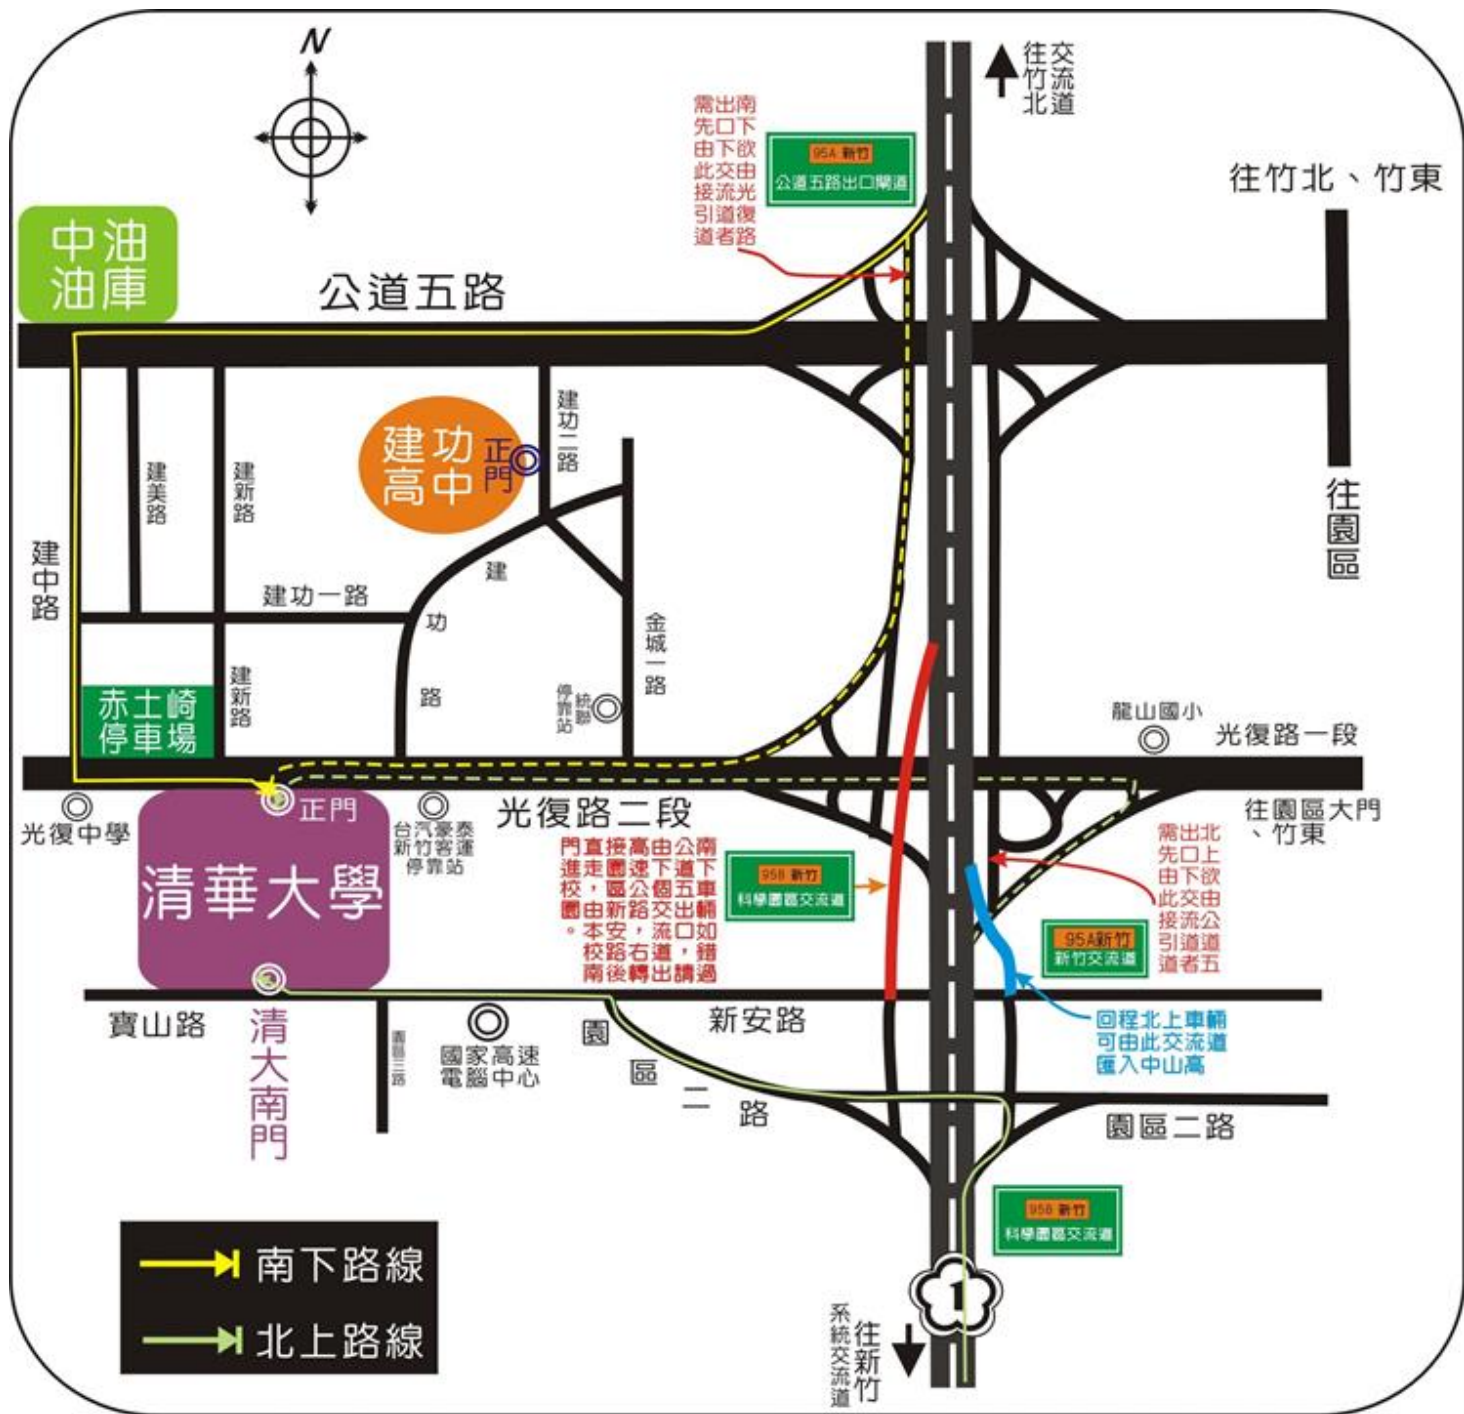 N
往竹北
交流道
南下欲由光復路
出口下交流道者
需先由此接引道
95A 新竹
公道五路出口閘道
往竹北、竹東
中油
油庫
公道五路
建功
高中
正門
建功二路
建美路
建新路
往園區
建中路
建功一路
建功路
金城一路
建新路
統聯
停靠站
赤土崎
停車場
龍山國小
光復路一段
正門
光復中學
台汽豪泰
新竹客運
停靠站
光復路二段
往園區大門
、竹東
清華大學
南下車輛如錯過
公道五出口,請
由下個交流道出
高速公路,右轉
接園區新安路後
直走,由本校南
門進校園。
95B 新竹
科學園區交流道
北上欲由公道五
出口下交流道者
需先由此接引道
95A新竹
新竹交流道
寶山路
新安路
清大南門
園區三路
國家高速
電腦中心
園區二路
回程北上車輛
可由此交流道
匯入中山高
園區二路
95B 新竹
科學園區交流道
南下路線
北上路線
1
往新竹
系統交流道